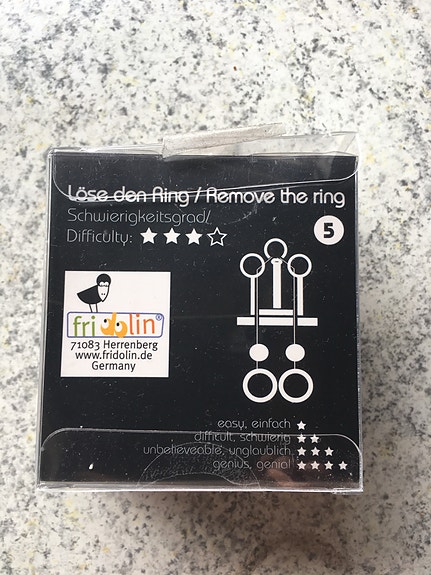 Löse den Ring / Remove the ring
Schwierigkeitsgrad/
Difficulty: ★★★☆
5
fridolin®
71083 Herrenberg
www.fridolin.de
Germany
easy, einfach ★
difficult, schwierig ★★
unbelieveable, unglaublich ★★★
genius, genial ★★★★